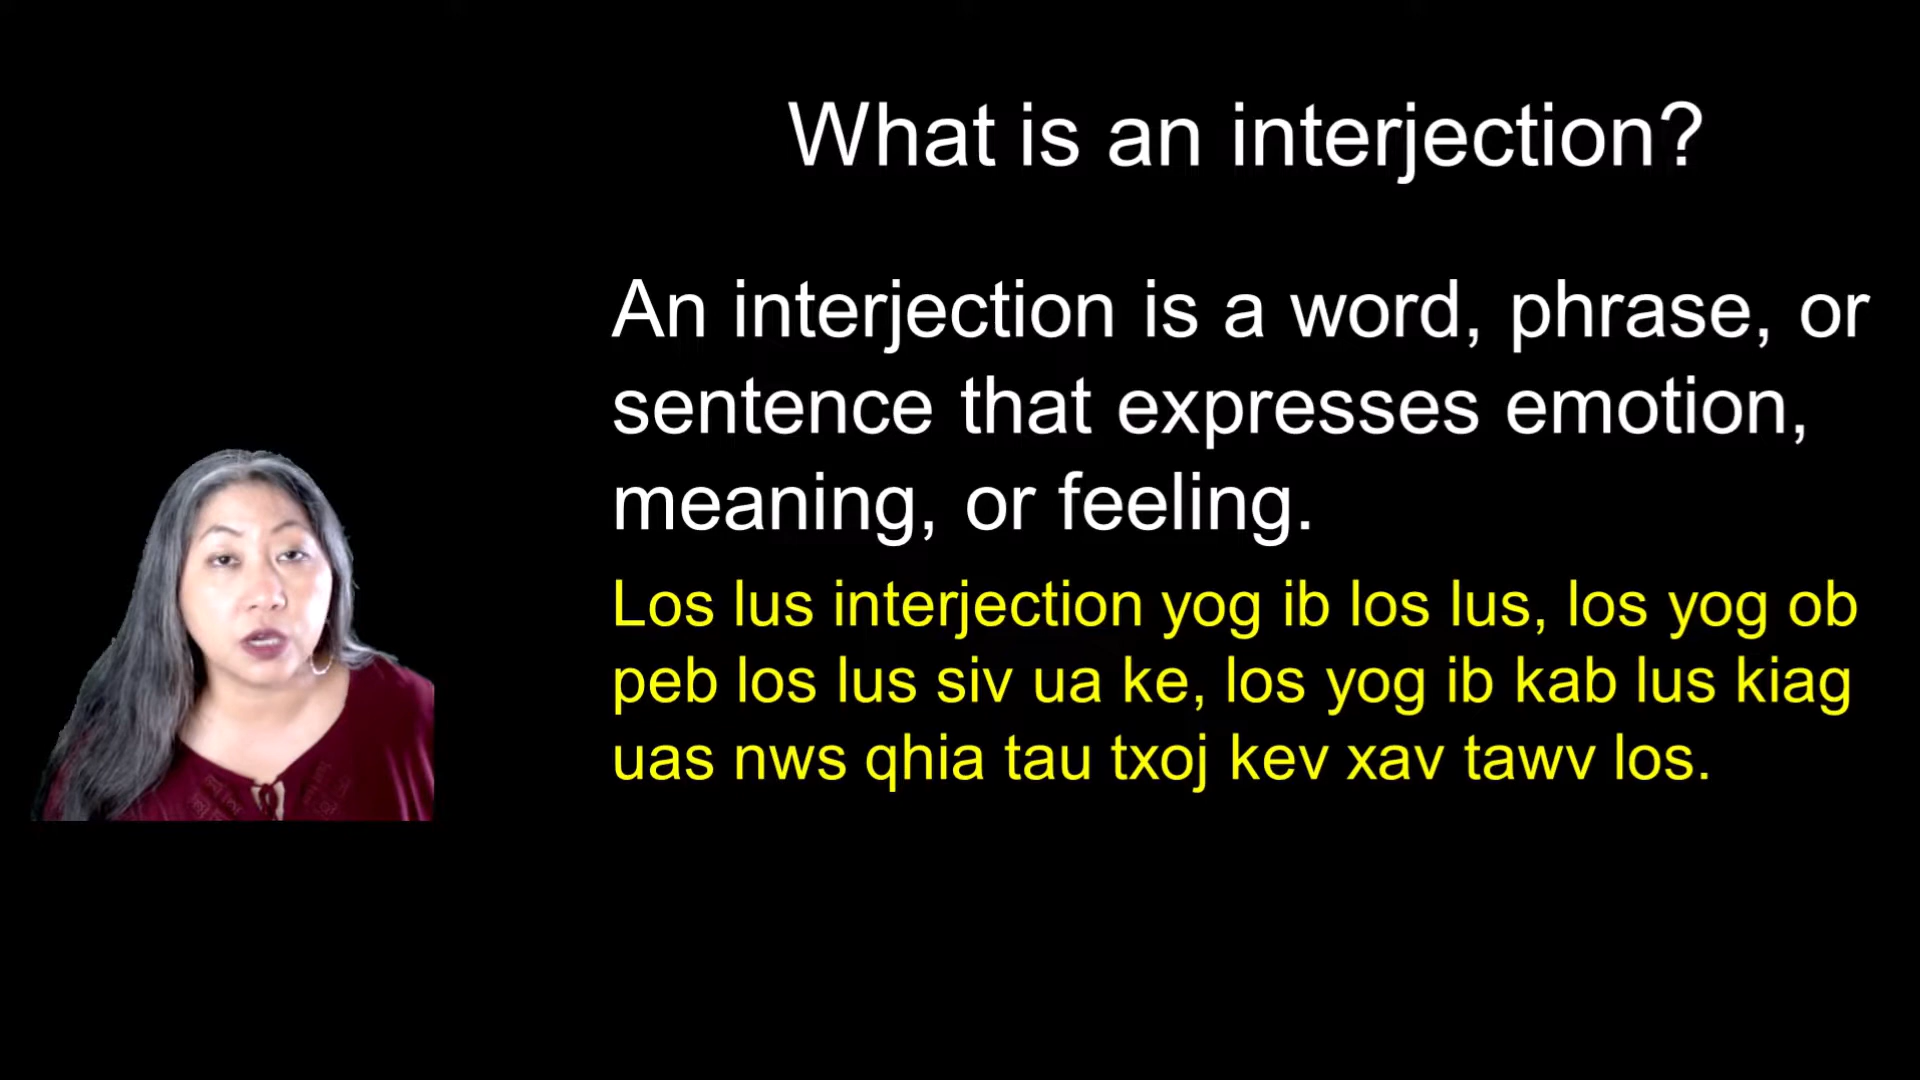 What is an interjection?
An interjection is a word, phrase, or
sentence that expresses emotion,
meaning, or feeling.
Los lus interjection yog ib los lus, los yog ob
peb los lus siv ua ke, los yog ib kab lus kiag
uas nws qhia tau txoj kev xav tawv los.